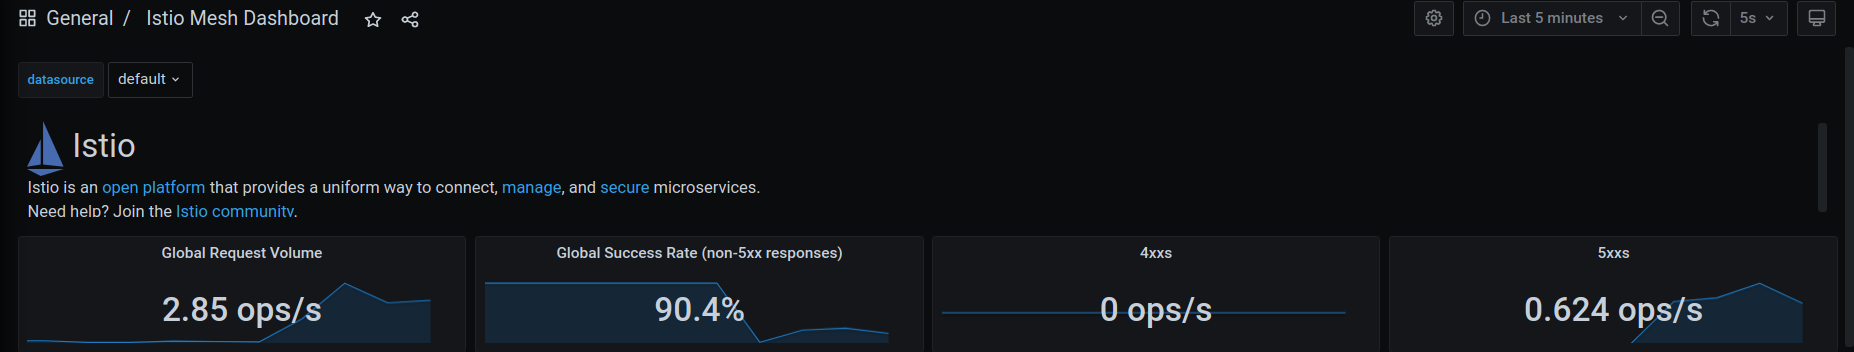 General / Istio Mesh Dashboard
Last 5 minutes
5s
datasource default
Istio
Istio is an open platform that provides a uniform way to connect, manage, and secure microservices.
Need help? Join the Istio community.
Global Request Volume
2.85 ops/s
Global Success Rate (non-5xx responses)
90.4%
4xxs
0 ops/s
5xxs
0.624 ops/s